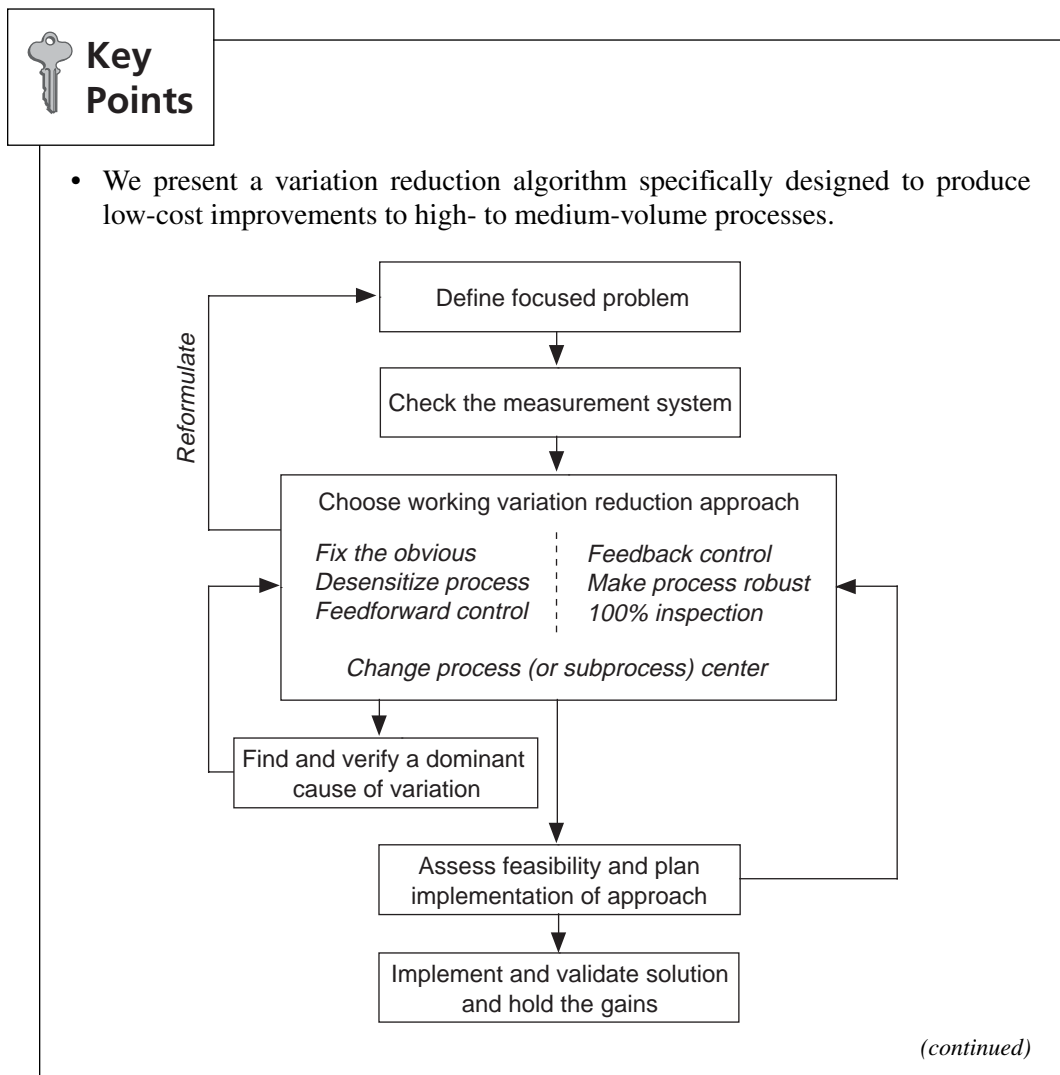 Key
Points
• We present a variation reduction algorithm specifically designed to produce
low-cost improvements to high- to medium-volume processes.
Define focused problem
Reformulate
Check the measurement system
Choose working variation reduction approach
Fix the obvious
Desensitize process
Feedforward control
Feedback control
Make process robust
100% inspection
Change process (or subprocess) center
Find and verify a dominant
cause of variation
Assess feasibility and plan
implementation of approach
Implement and validate solution
and hold the gains
(continued)